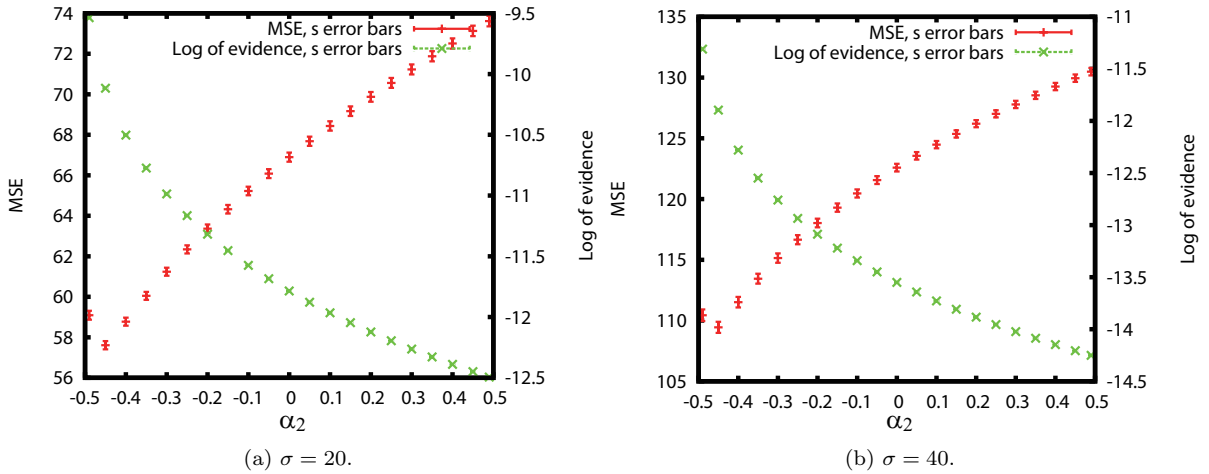 74
72
70
68
66
64
62
60
58
56
MSE
MSE, s error bars
Log of evidence, s error bars
-9.5
-10
-10.5
-11
-11.5
-12
-12.5
Log of evidence
-0.5 -0.4 -0.3 -0.2 -0.1 0 0.1 0.2 0.3 0.4 0.5
α₂
(a) σ = 20.
135
130
125
120
115
110
105
MSE
MSE, s error bars
Log of evidence, s error bars
-11
-11.5
-12
-12.5
-13
-13.5
-14
-14.5
Log of evidence
-0.5 -0.4 -0.3 -0.2 -0.1 0 0.1 0.2 0.3 0.4 0.5
α₂
(b) σ = 40.